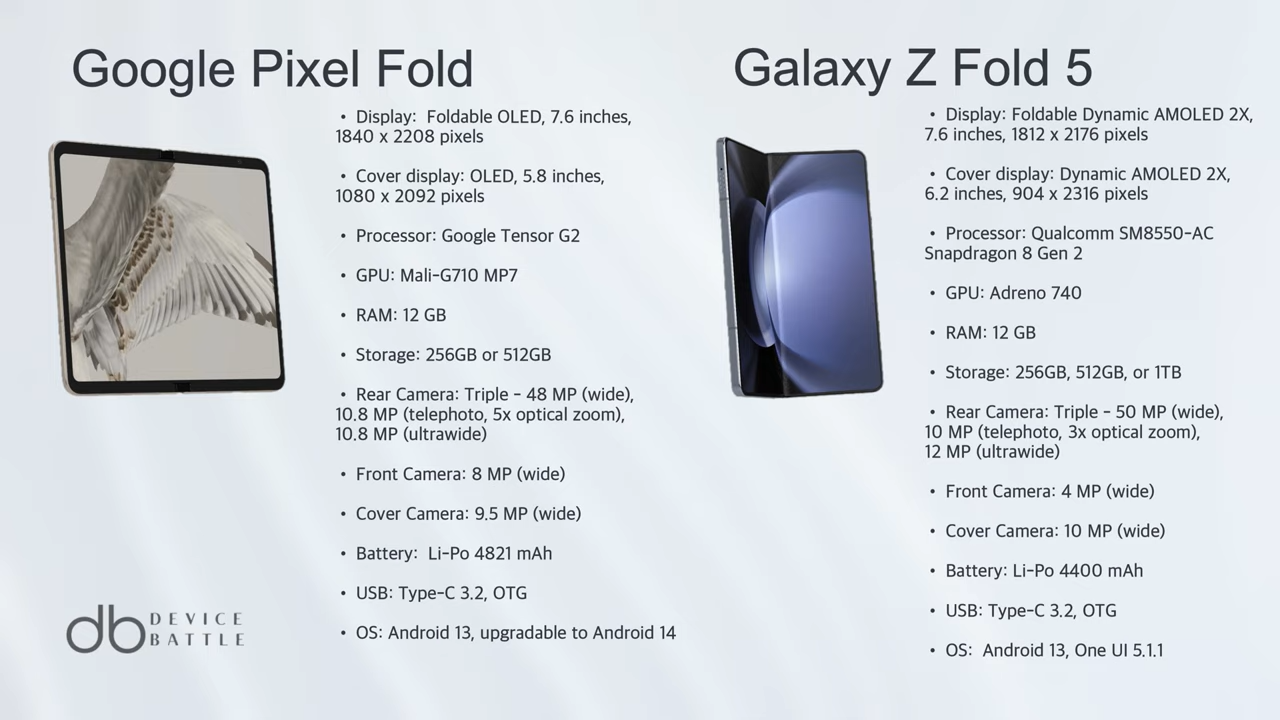 Google Pixel Fold
• Display:  Foldable OLED, 7.6 inches,
1840 x 2208 pixels
• Cover display: OLED, 5.8 inches,
1080 x 2092 pixels
• Processor: Google Tensor G2
• GPU: Mali-G710 MP7
• RAM: 12 GB
• Storage: 256GB or 512GB
• Rear Camera: Triple - 48 MP (wide),
10.8 MP (telephoto, 5x optical zoom),
10.8 MP (ultrawide)
• Front Camera: 8 MP (wide)
• Cover Camera: 9.5 MP (wide)
• Battery:  Li-Po 4821 mAh
• USB: Type-C 3.2, OTG
• OS: Android 13, upgradable to Android 14
Galaxy Z Fold 5
• Display: Foldable Dynamic AMOLED 2X,
7.6 inches, 1812 x 2176 pixels
• Cover display: Dynamic AMOLED 2X,
6.2 inches, 904 x 2316 pixels
• Processor: Qualcomm SM8550-AC
Snapdragon 8 Gen 2
• GPU: Adreno 740
• RAM: 12 GB
• Storage: 256GB, 512GB, or 1TB
• Rear Camera: Triple - 50 MP (wide),
10 MP (telephoto, 3x optical zoom),
12 MP (ultrawide)
• Front Camera: 4 MP (wide)
• Cover Camera: 10 MP (wide)
• Battery: Li-Po 4400 mAh
• USB: Type-C 3.2, OTG
• OS:  Android 13, One UI 5.1.1
db DEVICE
BATTLE